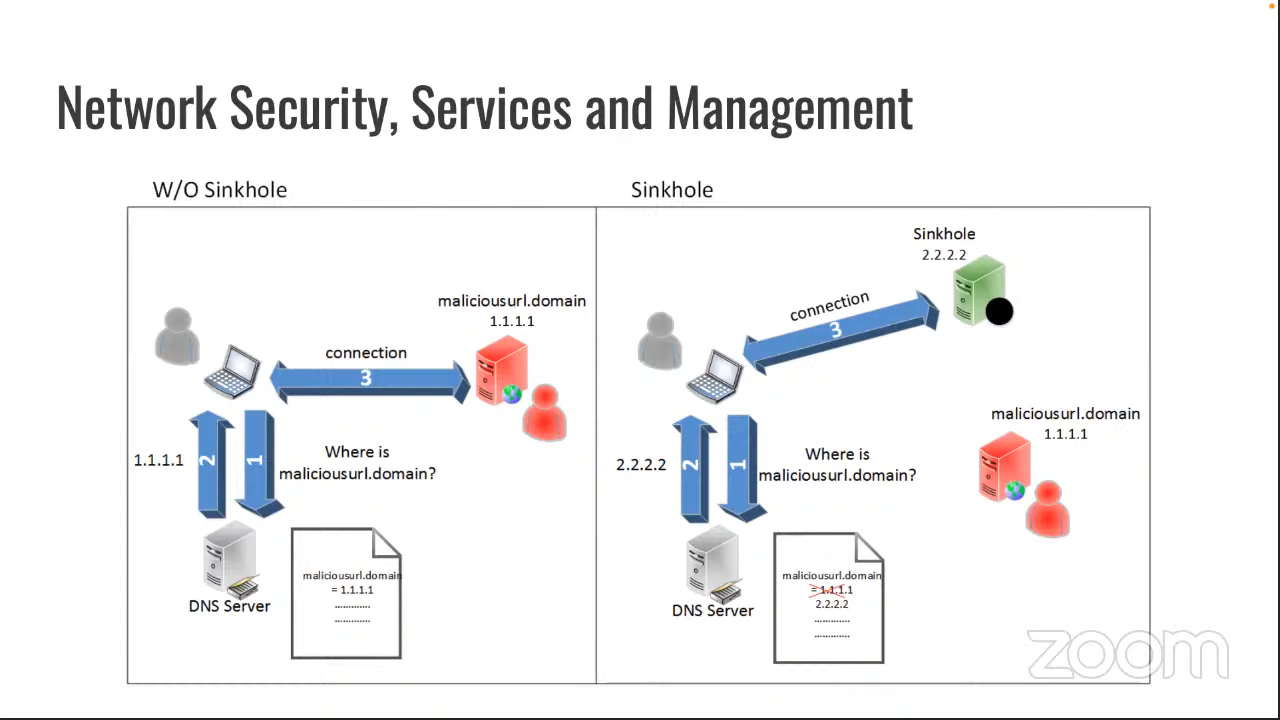 Network Security, Services and Management
W/O Sinkhole
maliciousurl.domain
1.1.1.1
connection
3
1.1.1.1
2
1
Where is
maliciousurl.domain?
DNS Server
maliciousurl.domain
= 1.1.1.1
.............
.............
Sinkhole
Sinkhole
2.2.2.2
connection
3
maliciousurl.domain
1.1.1.1
2.2.2.2
2
1
Where is
maliciousurl.domain?
DNS Server
maliciousurl.domain
= 1.1.1.1
2.2.2.2
.............
.............
zoom